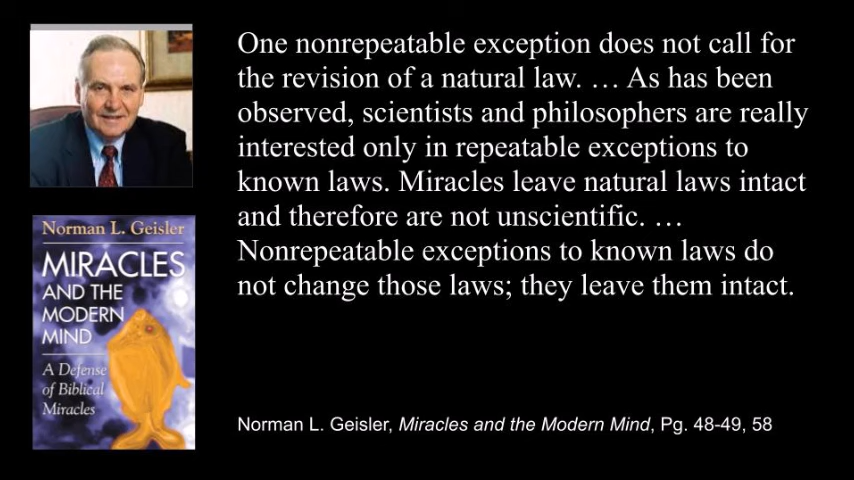 One nonrepeatable exception does not call for
the revision of a natural law. … As has been
observed, scientists and philosophers are really
interested only in repeatable exceptions to
known laws. Miracles leave natural laws intact
and therefore are not unscientific. …
Nonrepeatable exceptions to known laws do
not change those laws; they leave them intact.
Norman L. Geisler
MIRACLES
AND THE
MODERN
MIND
A Defense
of Biblical
Miracles
Norman L. Geisler, Miracles and the Modern Mind, Pg. 48-49, 58